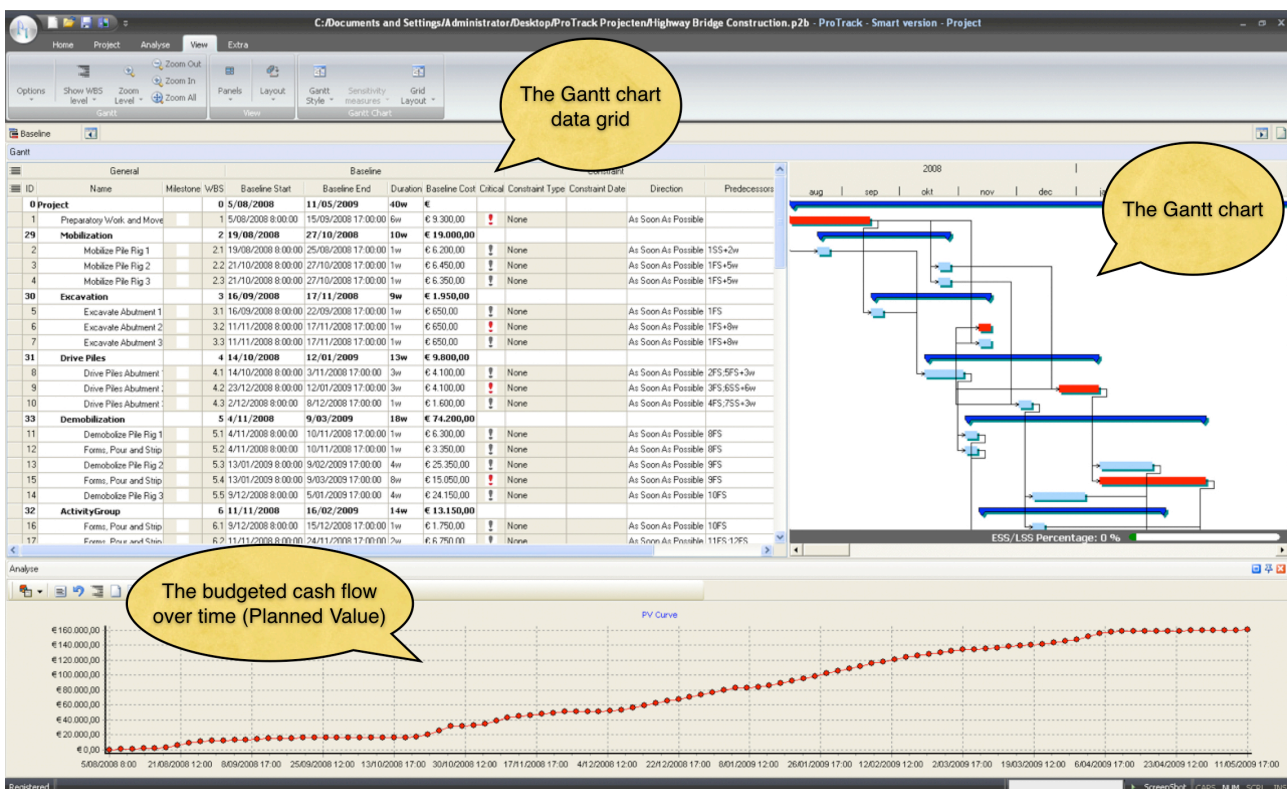 C:/Documents and Settings/Administrator/Desktop/ProTrack Projecten/Highway Bridge Construction.p2b - ProTrack - Smart version - Project
Home Project Analyse View Extra
Options
Show WBS level
Zoom Level
Zoom Out
Zoom In
Zoom All
Panels
Layout
Gantt Style
Sensitivity measures
Grid Layout
Gantt View Gantt Chart
The Gantt chart
data grid
Baseline
Gantt
General Baseline Constraint
ID Name Milestone WBS Baseline Start Baseline End Duration Baseline Cost Critical Constraint Type Constraint Date Direction Predecessors
0 Project 0 5/08/2008 11/05/2009 40w €
1 Preparatory Work and Move 1 5/08/2008 8:00:00 15/09/2008 17:00:00 6w € 9.300,00 None As Soon As Possible
29 Mobilization 2 19/08/2008 27/10/2008 10w € 19.000,00
2 Mobilize Pile Rig 1 2.1 19/08/2008 8:00:00 25/08/2008 17:00:00 1w € 6.200,00 None As Soon As Possible 1SS+2w
3 Mobilize Pile Rig 2 2.2 21/10/2008 8:00:00 27/10/2008 17:00:00 1w € 6.450,00 None As Soon As Possible 1FS+5w
4 Mobilize Pile Rig 3 2.3 21/10/2008 8:00:00 27/10/2008 17:00:00 1w € 6.350,00 None As Soon As Possible 1FS+5w
30 Excavation 3 16/09/2008 17/11/2008 9w € 1.950,00
5 Excavate Abutment 1 3.1 16/09/2008 8:00:00 22/09/2008 17:00:00 1w € 650,00 None As Soon As Possible 1FS
6 Excavate Abutment 2 3.2 11/11/2008 8:00:00 17/11/2008 17:00:00 1w € 650,00 None As Soon As Possible 1FS+8w
7 Excavate Abutment 3 3.3 11/11/2008 8:00:00 17/11/2008 17:00:00 1w € 650,00 None As Soon As Possible 1FS+8w
31 Drive Piles 4 14/10/2008 12/01/2009 13w € 9.800,00
8 Drive Piles Abutment 4.1 14/10/2008 8:00:00 3/11/2008 17:00:00 3w € 4.100,00 None As Soon As Possible 2FS;5FS+3w
9 Drive Piles Abutment 4.2 23/12/2008 8:00:00 12/01/2009 17:00:00 3w € 4.100,00 None As Soon As Possible 3FS;6SS+6w
10 Drive Piles Abutment 4.3 2/12/2008 8:00:00 8/12/2008 17:00:00 1w € 1.600,00 None As Soon As Possible 4FS;7SS+3w
33 Demobilization 5 4/11/2008 9/03/2009 18w € 74.200,00
11 Demobolize Pile Rig 1 5.1 4/11/2008 8:00:00 10/11/2008 17:00:00 1w € 6.300,00 None As Soon As Possible 8FS
12 Forms, Pour and Strip 5.2 4/11/2008 8:00:00 10/11/2008 17:00:00 1w € 3.350,00 None As Soon As Possible 8FS
13 Demobolize Pile Rig 2 5.3 13/01/2009 8:00:00 9/02/2009 17:00:00 4w € 25.350,00 None As Soon As Possible 9FS
15 Forms, Pour and Strip 5.4 13/01/2009 8:00:00 9/03/2009 17:00:00 8w € 15.050,00 None As Soon As Possible 9FS
14 Demobolize Pile Rig 3 5.5 9/12/2008 8:00:00 5/01/2009 17:00:00 4w € 24.150,00 None As Soon As Possible 10FS
32 ActivityGroup 6 11/11/2008 16/02/2009 14w € 13.150,00
16 Forms, Pour and Strip 6.1 9/12/2008 8:00:00 15/12/2008 17:00:00 1w € 1.750,00 None As Soon As Possible 10FS
17 Forms, Pour and Strip 6.2 11/11/2008 8:00:00 24/11/2008 17:00:00 2w € 6.750,00 None As Soon As Possible 11FS;12FS
2008
aug sep okt nov dec
The Gantt chart
ESS/LSS Percentage: 0 %
Analyse
The budgeted cash flow
over time (Planned Value)
PV Curve
€160.000,00
€140.000,00
€120.000,00
€100.000,00
€80.000,00
€60.000,00
€40.000,00
€20.000,00
€0,00
5/08/2008 8:00 21/08/2008 12:00 8/09/2008 17:00 25/09/2008 12:00 13/10/2008 17:00 30/10/2008 12:00 17/11/2008 17:00 4/12/2008 12:00 22/12/2008 17:00 8/01/2009 12:00 26/01/2009 17:00 12/02/2009 12:00 2/03/2009 17:00 19/03/2009 12:00 6/04/2009 17:00 23/04/2009 12:00 11/05/2009 17:00
Registered ScreenShot CAPS NUM SCRL INS